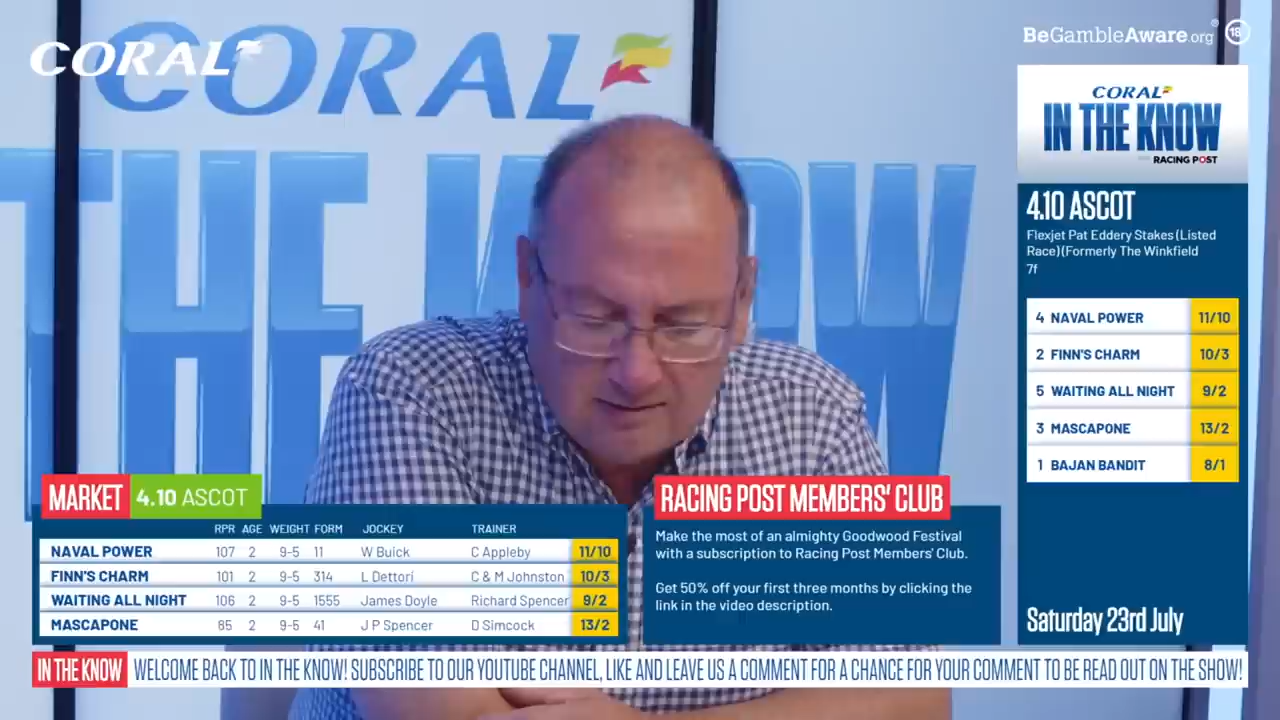 CORAL
CORAL
THE KNOW
BeGambleAware.org® 18
CORAL
IN THE KNOW
RACING POST
4.10 ASCOT
Flexjet Pat Eddery Stakes (Listed
Race)(Formerly The Winkfield
7f
4 NAVAL POWER 11/10
2 FINN'S CHARM 10/3
5 WAITING ALL NIGHT 9/2
3 MASCAPONE 13/2
1 BAJAN BANDIT 8/1
Saturday 23rd July
MARKET 4.10 ASCOT
RPR AGE WEIGHT FORM JOCKEY TRAINER
NAVAL POWER 107 2 9-5 11 W Buick C Appleby 11/10
FINN'S CHARM 101 2 9-5 314 L Dettori C & M Johnston 10/3
WAITING ALL NIGHT 106 2 9-5 1555 James Doyle Richard Spencer 9/2
MASCAPONE 85 2 9-5 41 J P Spencer D Simcock 13/2
RACING POST MEMBERS' CLUB
Make the most of an almighty Goodwood Festival
with a subscription to Racing Post Members' Club.
Get 50% off your first three months by clicking the
link in the video description.
IN THE KNOW WELCOME BACK TO IN THE KNOW! SUBSCRIBE TO OUR YOUTUBE CHANNEL, LIKE AND LEAVE US A COMMENT FOR A CHANCE FOR YOUR COMMENT TO BE READ OUT ON THE SHOW!